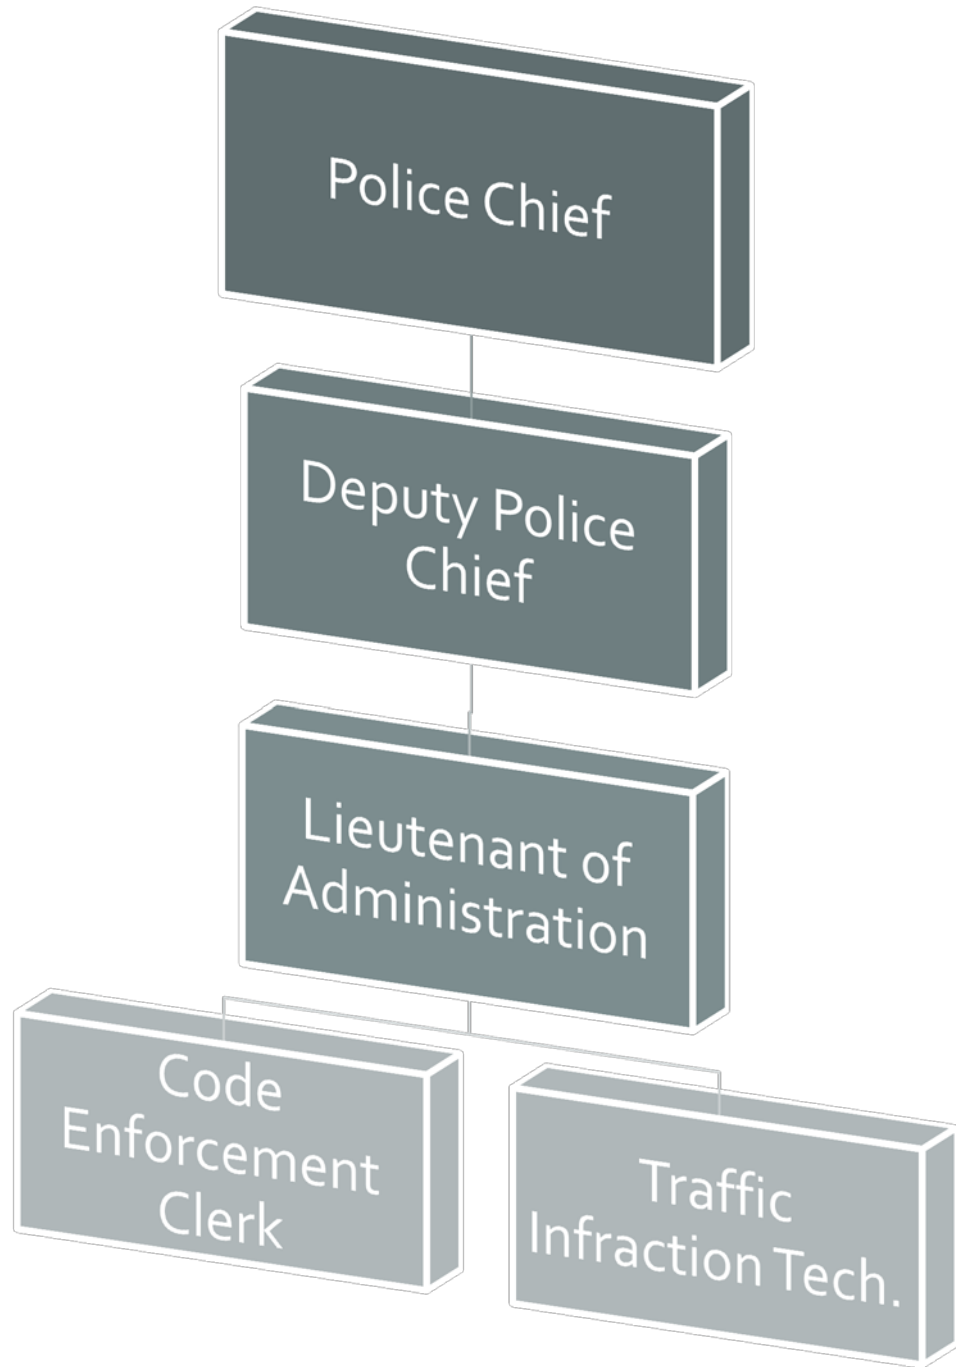 Police Chief
Deputy Police
Chief
Lieutenant of
Administration
Code
Enforcement
Clerk
Traffic
Infraction Tech.